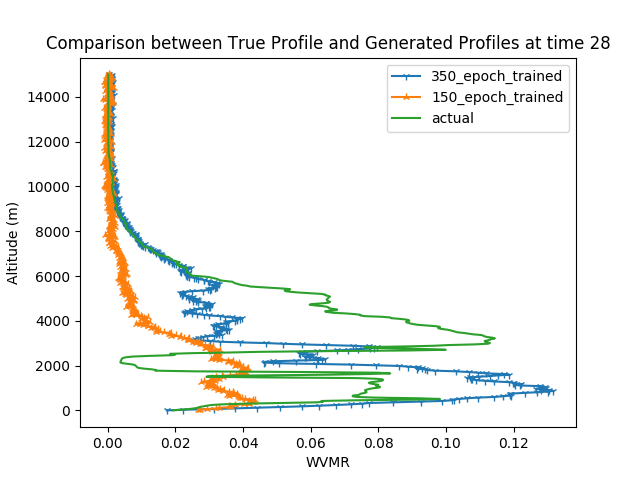 Comparison between True Profile and Generated Profiles at time 28
350_epoch_trained
150_epoch_trained
actual
Altitude (m)
14000
12000
10000
8000
6000
4000
2000
0
0.00 0.02 0.04 0.06 0.08 0.10 0.12
WVMR